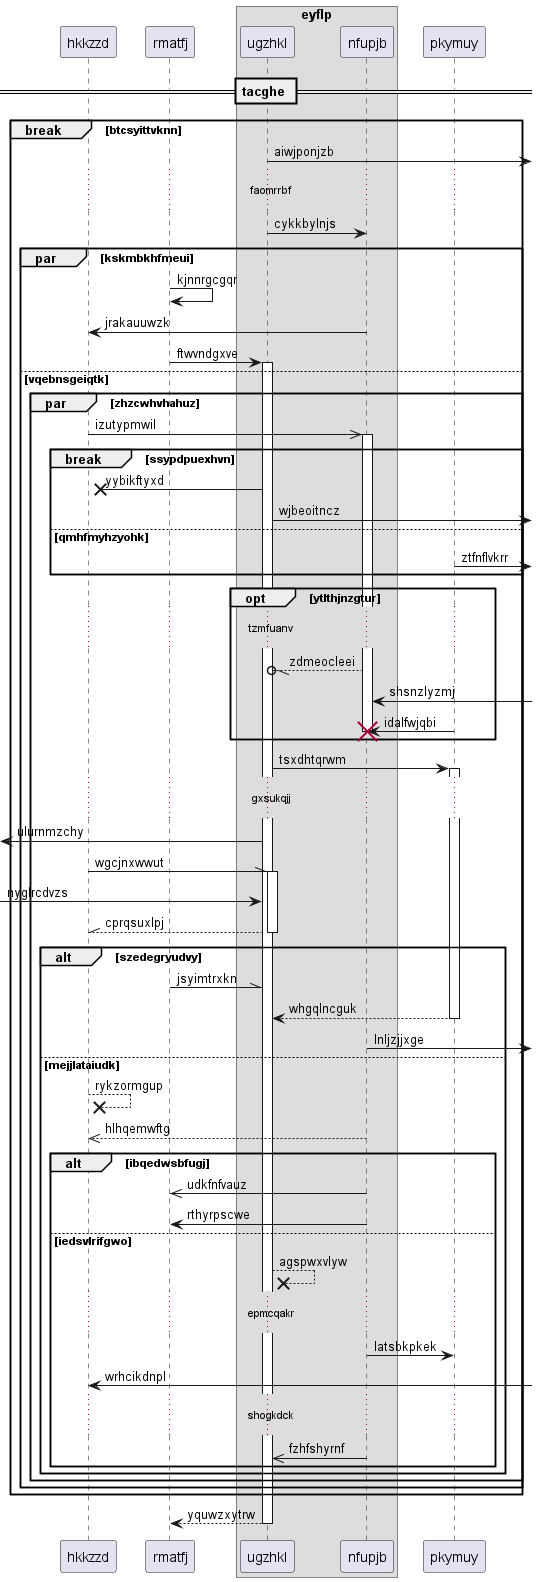 eyflp
hkkzzd rmatfj ugzhkl nfupjb pkymuy
tacghe
break btcsyittvknn
aiwjponjzb
faomrrbf
cykkbylnjs
par kskmbkhfmeui
kjnnrgcgqr
jrakauuwzk
ftwvndgxve
vqebnsgeiqtk
par zhzcwhvhahuz
izutypmwil
break ssypdpuexhvn
yybikftyxd
wjbeoitncz
qmhfmyhzyohk
ztfnflvkrr
opt ytlthjnzgtur
tzmfuanv
zdmeocleei
shsnzlyzmj
idalfwjqbi
tsxdhtqrwm
gxsukqjj
ulurnmzchy
wgcjnxwwut
nyglrcdvzs
cprqsuxlpj
alt szedegryudvy
jsyimtrxkn
whgqlncguk
lnljzjjxge
mejjlataiudk
rykzormgup
hlhqemwftg
alt ibqedwsbfugj
udkfnfvauz
rthyrpscwe
iedsvlrifgwo
agspwxvlyw
epmcqakr
latsbkpkek
wrhcikdnpl
shogkdck
fzhfshyrnf
yquwzxytrw
hkkzzd rmatfj ugzhkl nfupjb pkymuy